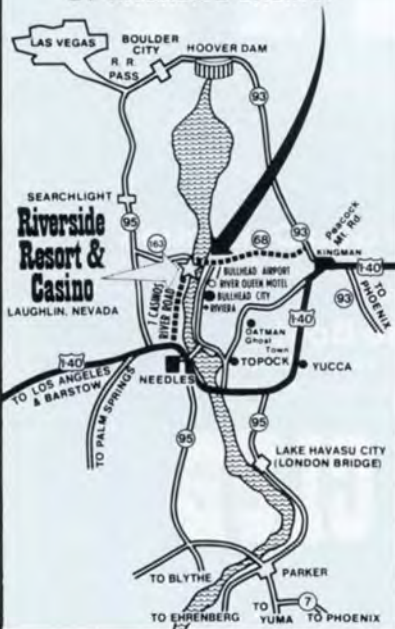 LAS VEGAS
BOULDER
CITY
HOOVER DAM
R. R.
PASS
93
SEARCHLIGHT
95
163
68
93
Peacock
Mt. Rd.
KINGMAN
Riverside
Resort &
Casino
LAUGHLIN, NEVADA
7 CASINOS
RIVER ROAD
BULLHEAD AIRPORT
RIVER QUEEN MOTEL
BULLHEAD CITY
RIVIERA
I-40
93
TO
PHOENIX
OATMAN
Ghost
Town
I-40
I-40
TOPOCK
YUCCA
NEEDLES
TO LOS ANGELES
& BARSTOW
TO PALM SPRINGS
95
95
LAKE HAVASU CITY
(LONDON BRIDGE)
TO BLYTHE
PARKER
7
TO EHRENBERG
TO
YUMA
TO PHOENIX